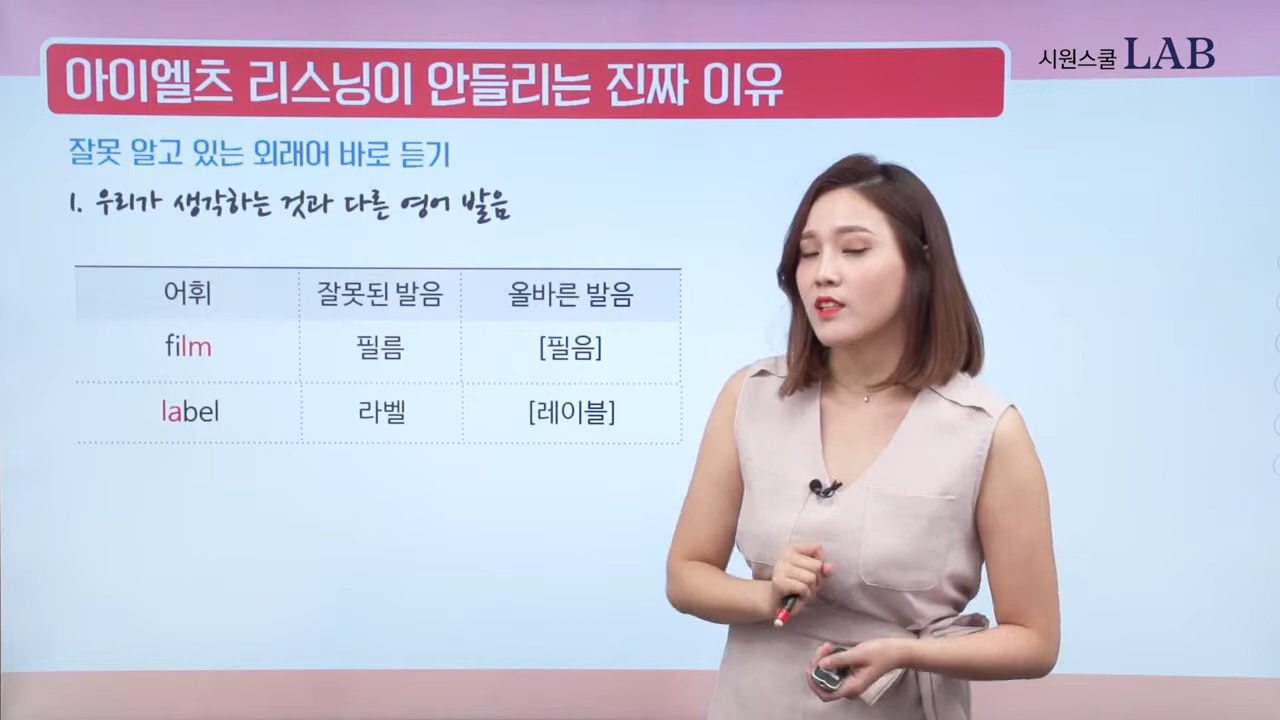 시원스쿨 LAB
아이엘츠 리스닝이 안들리는 진짜 이유
잘못 알고 있는 외래어 바로 듣기
1. 우리가 생각하는 것과 다른 영어 발음
어휘 잘못된 발음 올바른 발음
film 필름 [필음]
label 라벨 [레이블]